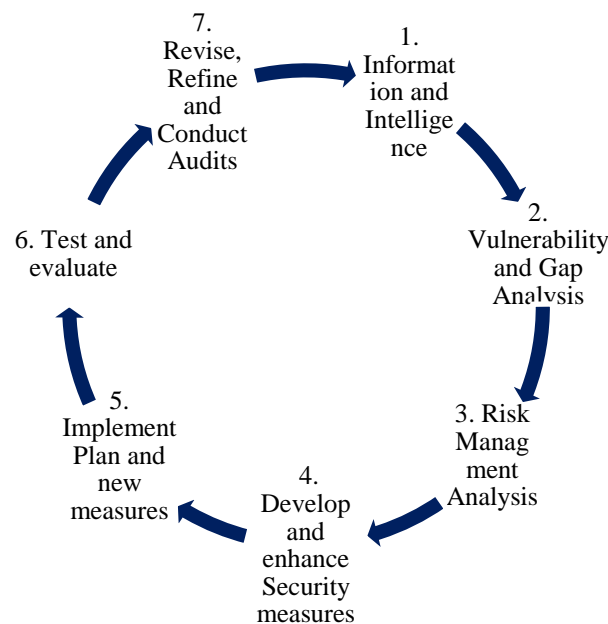 1.
Informat
ion and
Intellige
nce
2.
Vulnerability
and Gap
Analysis
3. Risk
Manag
ment
Analysis
4.
Develop
and
enhance
Security
measures
5.
Implement
Plan and
new
measures
6. Test and
evaluate
7.
Revise,
Refine
and
Conduct
Audits